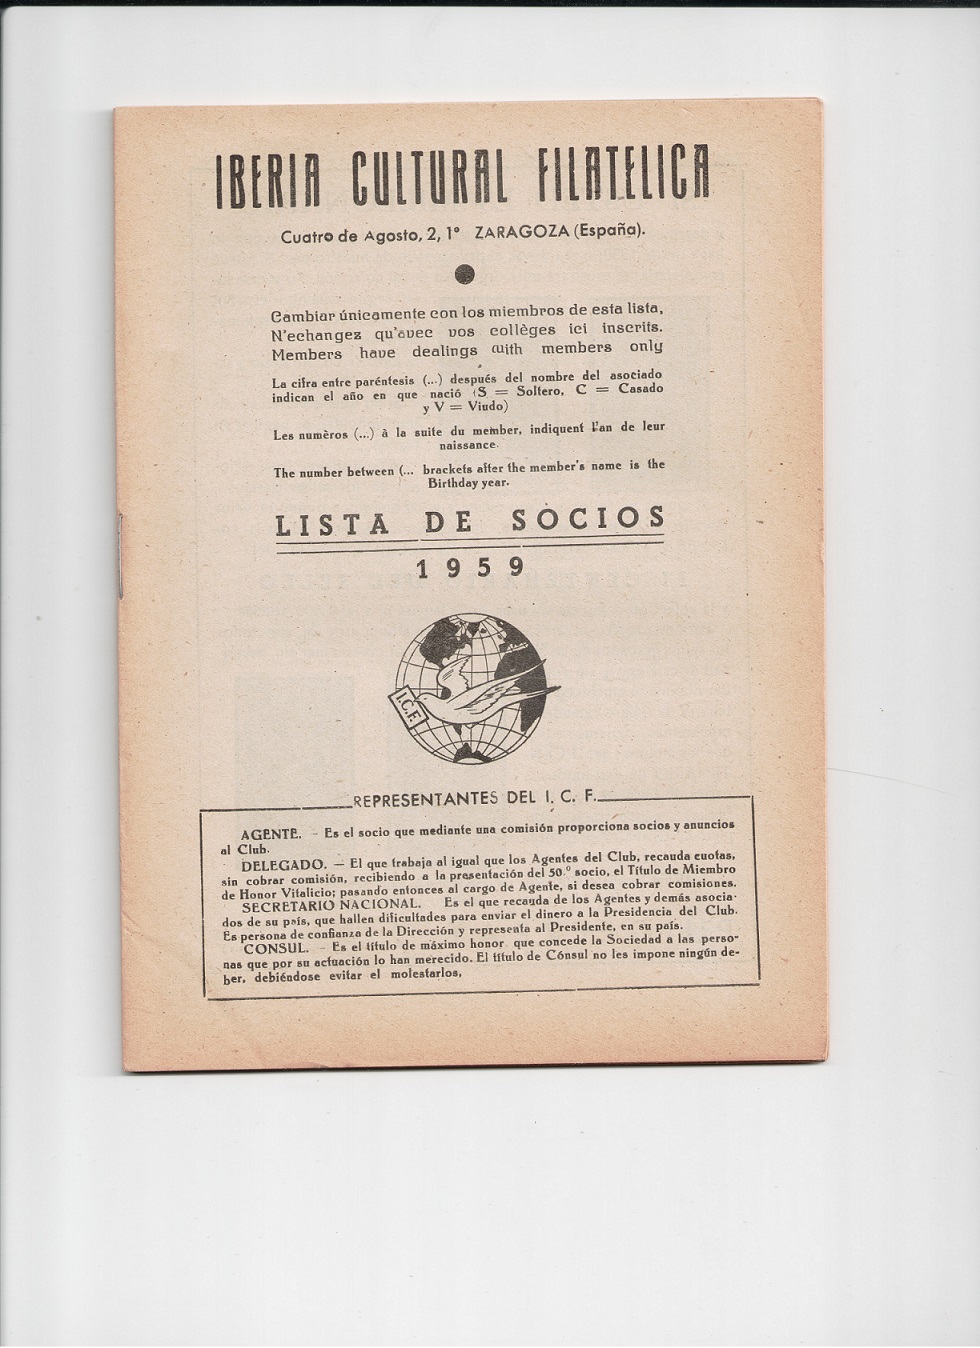 IBERIA CULTURAL FILATELICA
Cuatro de Agosto, 2, 1º ZARAGOZA (España).
Cambiar únicamente con los miembros de esta lista,
N'echangez qu'avec vos collèges ici inscrits.
Members have dealings with members only
La cifra entre paréntesis (...) después del nombre del asociado
indican el año en que nació (S = Soltero, C = Casado
y V = Viudo)
Les numèros (...) à la suite du member, indiquent l'an de leur
naissance.
The number between (... brackets after the member's name is the
Birthday year.
LISTA DE SOCIOS
1959
I.C.F.
REPRESENTANTES DEL I. C. F.
AGENTE. - Es el socio que mediante una comisión proporciona socios y anuncios
al Club.
DELEGADO. — El que trabaja al igual que los Agentes del Club, recauda cuotas,
sin cobrar comisión, recibiendo a la presentación del 50.º socio, el Título de Miembro
de Honor Vitalicio; pasando entonces al cargo de Agente, si desea cobrar comisiones.
SECRETARIO NACIONAL. Es el que recauda de los Agentes y demás asocia-
dos de su país, que hallen dificultades para enviar el dinero a la Presidencia del Club.
Es persona de confianza de la Dirección y representa al Presidente, en su país.
CONSUL. - Es el título de máximo honor que concede la Sociedad a las perso-
nas que por su actuación lo han merecido. El título de Cónsul no les impone ningún de-
ber, debiéndose evitar el molestarlos,